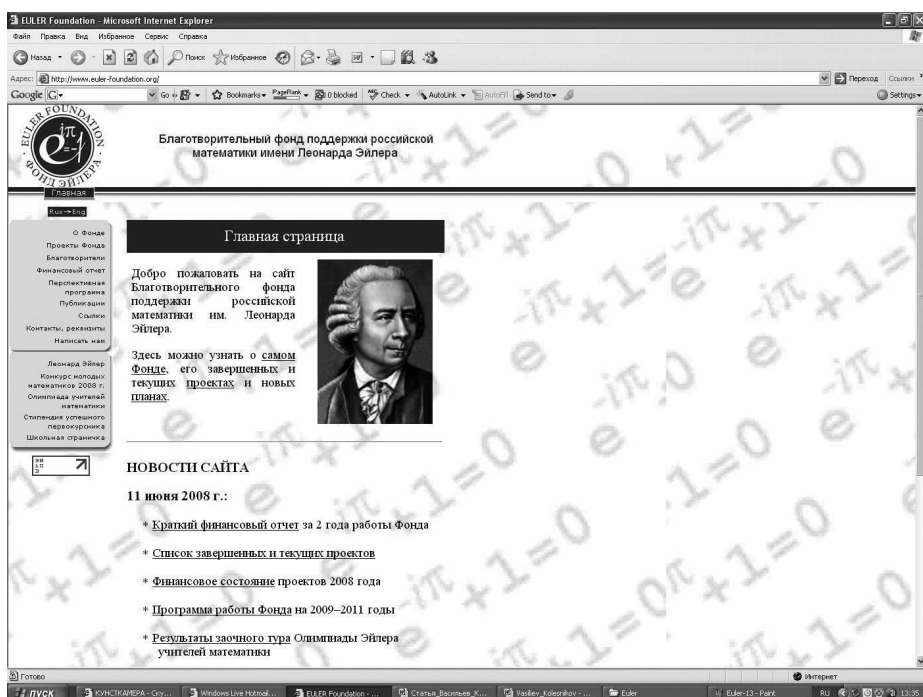 EULER Foundation - Microsoft Internet Explorer
Файл Правка Вид Избранное Сервис Справка
Назад Поиск Избранное
Адрес: http://www.euler-foundation.org/ Переход Ссылки
Google G Go Bookmarks PageRank 0 blocked Check AutoLink AutoFill Send to Settings
EULER FOUNDATION
ФОНД ЭЙЛЕРА
Благотворительный фонд поддержки российской
математики имени Леонарда Эйлера
Главная
Rus→Eng
О Фонде
Проекты Фонда
Благотворители
Финансовый отчет
Перспективная
программа
Публикации
Ссылки
Контакты, реквизиты
Написать нам
Леонард Эйлер
Конкурс молодых
математиков 2008 г.
Олимпиада учителей
математики
Стипендия успешного
первокурсника
Школьная страничка
Главная страница
Добро пожаловать на сайт
Благотворительного фонда
поддержки российской
математики им. Леонарда
Эйлера.
Здесь можно узнать о самом
Фонде, его завершенных и
текущих проектах и новых
планах.
НОВОСТИ САЙТА
11 июня 2008 г.:
* Краткий финансовый отчет за 2 года работы Фонда
* Список завершенных и текущих проектов
* Финансовое состояние проектов 2008 года
* Программа работы Фонда на 2009–2011 годы
* Результаты заочного тура Олимпиады Эйлера
учителей математики
Готово Интернет
пуск КУНСТКАМЕРА - Ску... Windows Live Hotmail... EULER Foundation - ... Статья_Васильев_К... Vasiliev_Kolesnikov - ... Euler Euler-13 - Paint RU 13:35